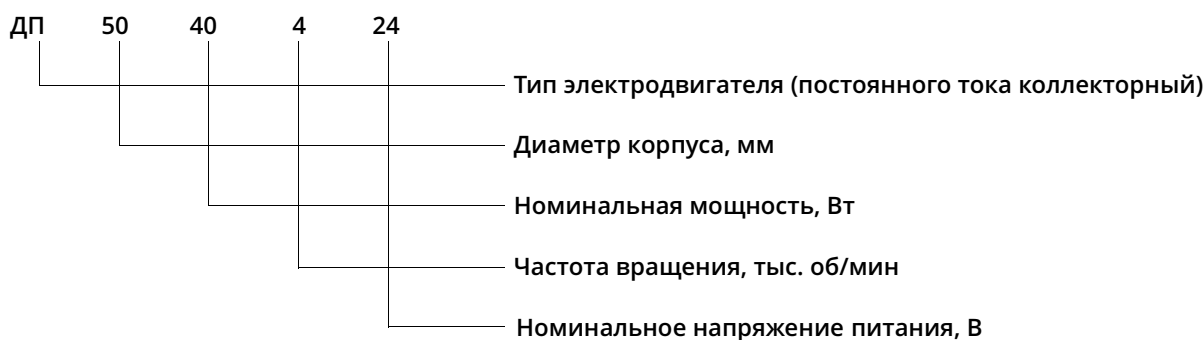 ДП 50 40 4 24
Тип электродвигателя (постоянного тока коллекторный)
Диаметр корпуса, мм
Номинальная мощность, Вт
Частота вращения, тыс. об/мин
Номинальное напряжение питания, В